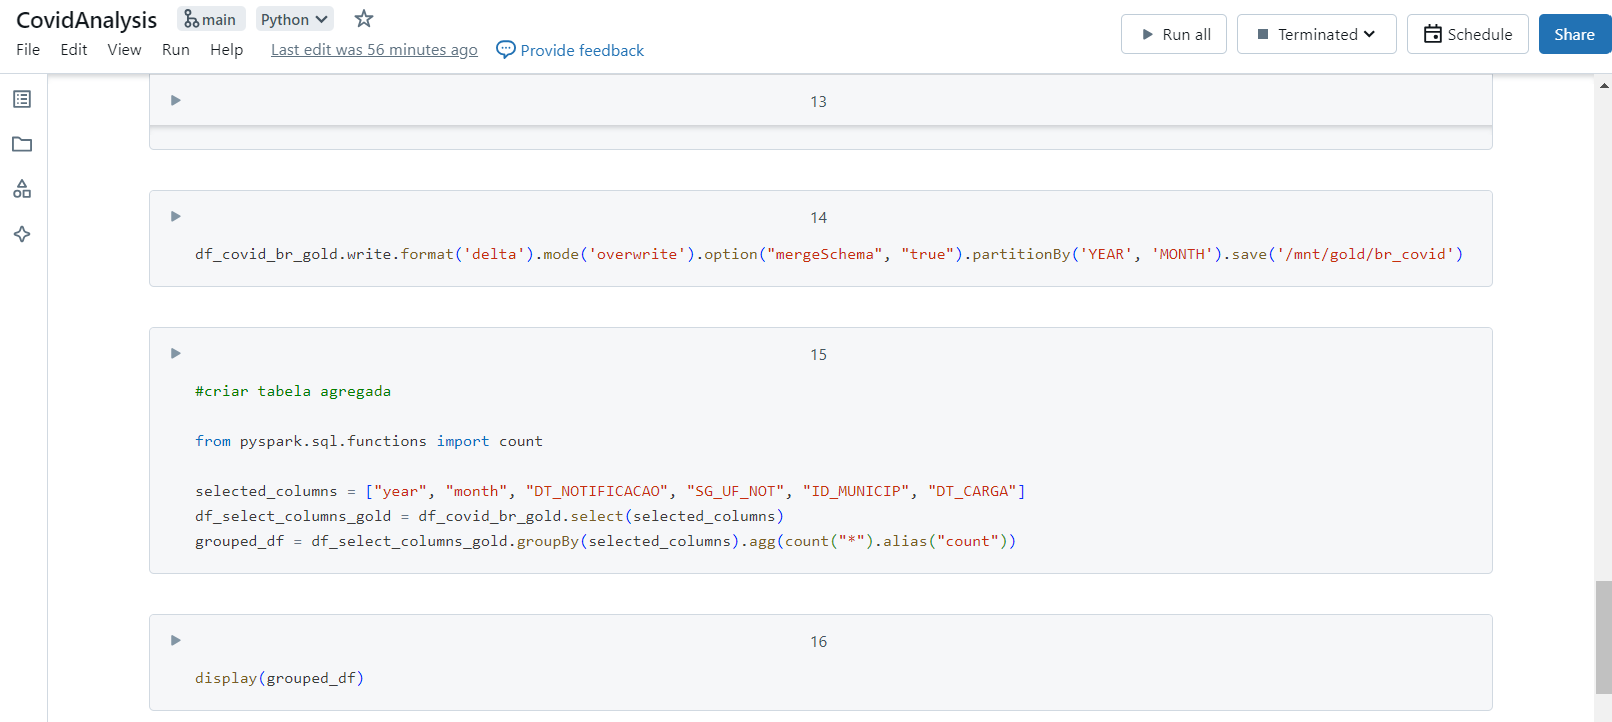 CovidAnalysis main Python
File Edit View Run Help Last edit was 56 minutes ago Provide feedback
Run all Terminated Schedule Share
13
14
df_covid_br_gold.write.format('delta').mode('overwrite').option("mergeSchema", "true").partitionBy('YEAR', 'MONTH').save('/mnt/gold/br_covid')
15
#criar tabela agregada
from pyspark.sql.functions import count
selected_columns = ["year", "month", "DT_NOTIFICACAO", "SG_UF_NOT", "ID_MUNICIP", "DT_CARGA"]
df_select_columns_gold = df_covid_br_gold.select(selected_columns)
grouped_df = df_select_columns_gold.groupBy(selected_columns).agg(count("*").alias("count"))
16
display(grouped_df)